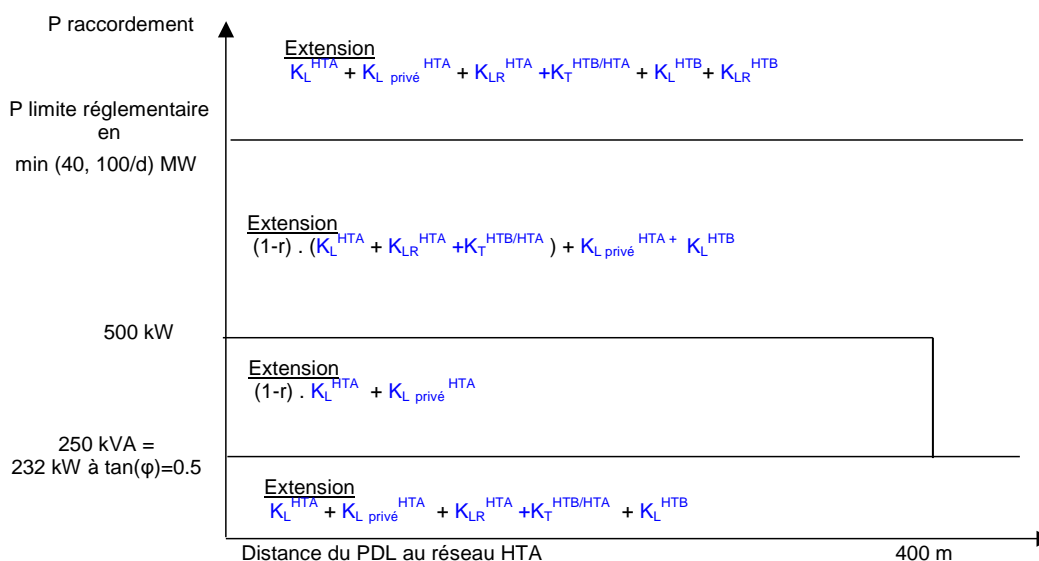 P raccordement
Extension
K_L^HTA + K_L privé^HTA + K_LR^HTA +K_T^HTB/HTA + K_L^HTB + K_LR^HTB
P limite réglementaire
en
min (40, 100/d) MW
Extension
(1-r) . (K_L^HTA + K_LR^HTA +K_T^HTB/HTA ) + K_L privé^HTA + K_L^HTB
500 kW
Extension
(1-r) . K_L^HTA + K_L privé^HTA
250 kVA =
232 kW à tan(φ)=0.5
Extension
K_L^HTA + K_L privé^HTA + K_LR^HTA +K_T^HTB/HTA + K_L^HTB
Distance du PDL au réseau HTA
400 m